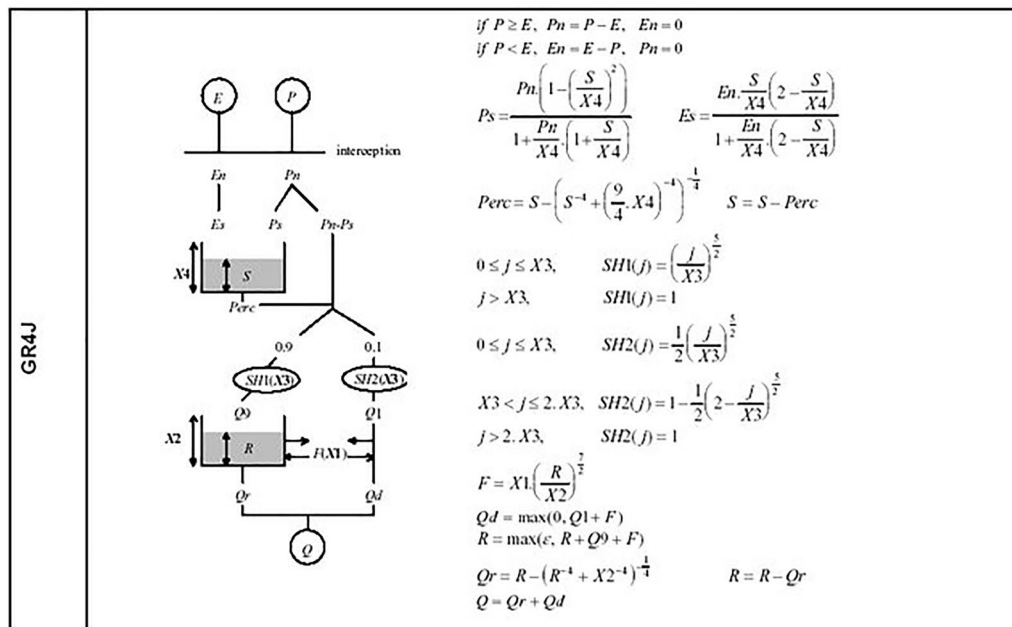 GR4J
E
P
interception
En
Pn
Es
Ps
Pn-Ps
X4
S
Perc
0.9
0.1
SH1(X3)
SH2(X3)
Q9
Q1
X2
R
F(X1)
Qr
Qd
Q
if P ≥ E, Pn = P − E, En = 0
if P < E, En = E − P, Pn = 0
Ps = Pn.(1 − (S/X4)^2) / (1 + Pn/X4.(1 + S/X4)) Es = En.S/X4(2 − S/X4) / (1 + En/X4.(2 − S/X4))
Perc = S − (S^−4 + (9/4.X4)^−4)^−1/4 S = S − Perc
0 ≤ j ≤ X3, SH1(j) = (j/X3)^5/2
j > X3, SH1(j) = 1
0 ≤ j ≤ X3, SH2(j) = 1/2(j/X3)^5/2
X3 < j ≤ 2.X3, SH2(j) = 1 − 1/2(2 − j/X3)^5/2
j > 2.X3, SH2(j) = 1
F = X1.(R/X2)^7/2
Qd = max(0, Q1 + F)
R = max(ε, R + Q9 + F)
Qr = R − (R^−4 + X2^−4)^−1/4 R = R − Qr
Q = Qr + Qd